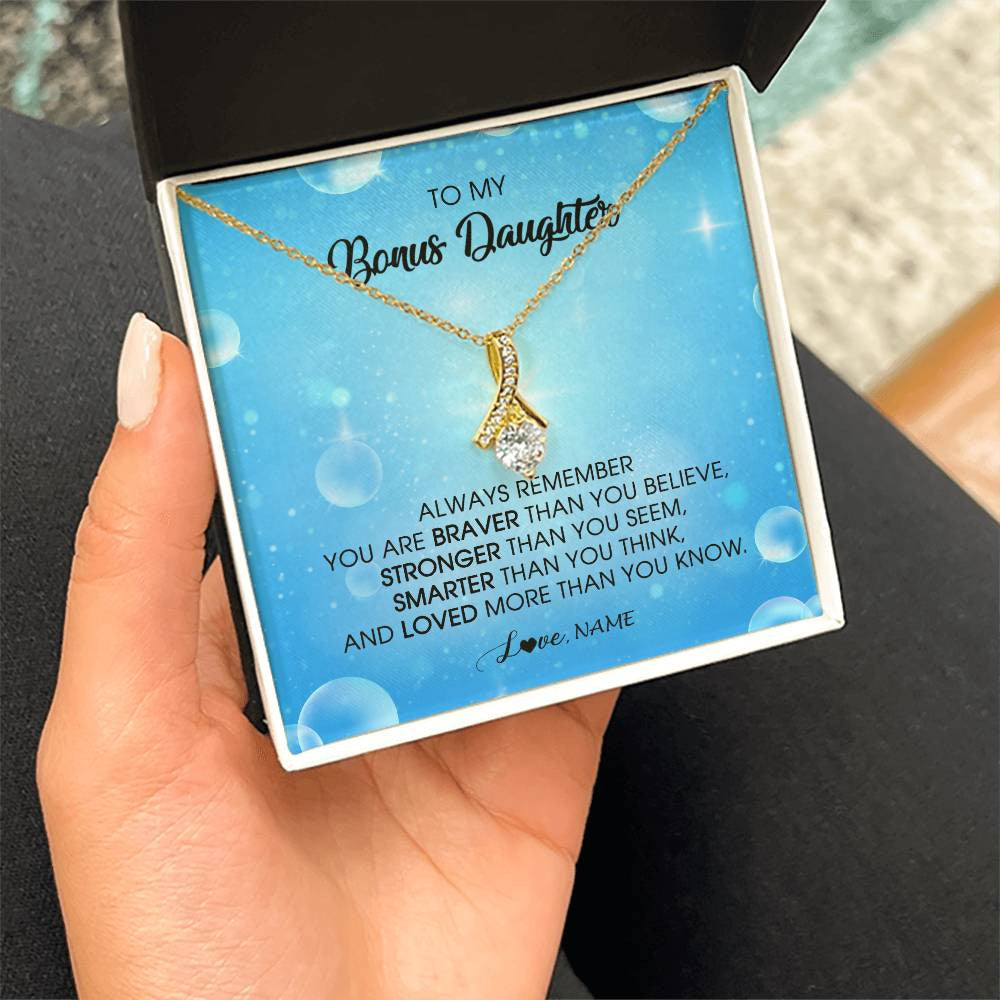 TO MY
Bonus Daughter
ALWAYS REMEMBER
YOU ARE BRAVER THAN YOU BELIEVE,
STRONGER THAN YOU SEEM,
SMARTER THAN YOU THINK,
AND LOVED MORE THAN YOU KNOW.
Love, NAME